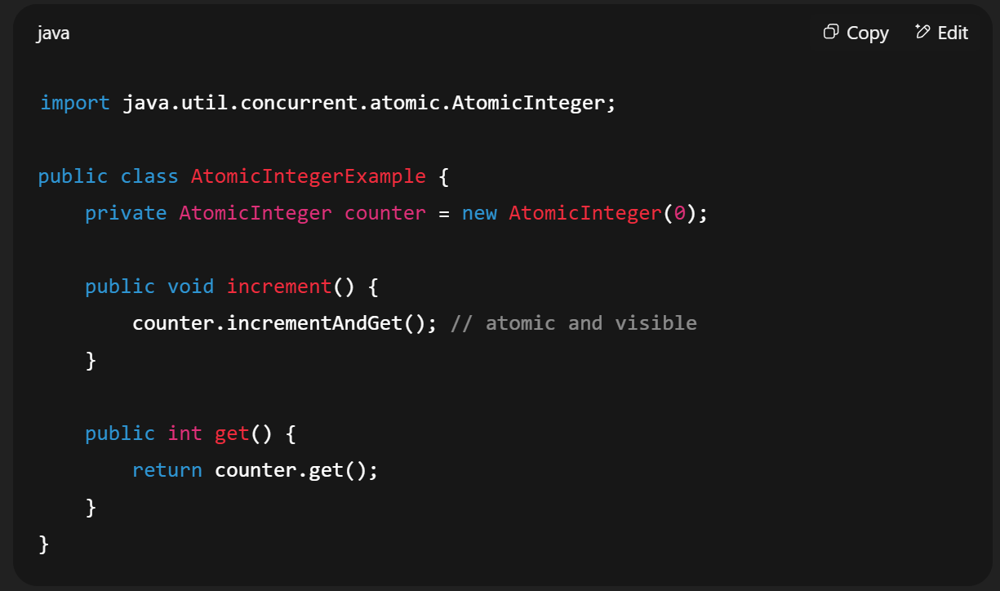 java Copy Edit
import java.util.concurrent.atomic.AtomicInteger;
public class AtomicIntegerExample {
    private AtomicInteger counter = new AtomicInteger(0);
    public void increment() {
        counter.incrementAndGet(); // atomic and visible
    }
    public int get() {
        return counter.get();
    }
}